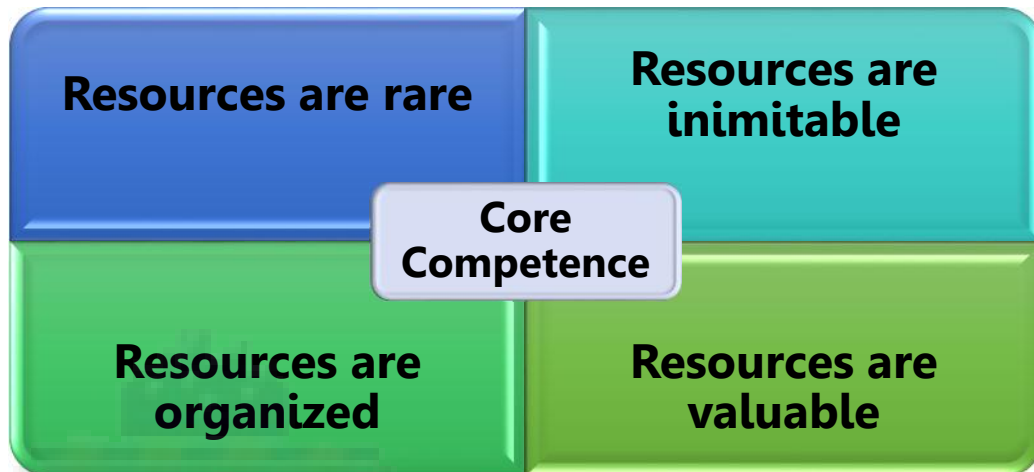 Resources are rare
Resources are
inimitable
Core
Competence
Resources are
organized
Resources are
valuable